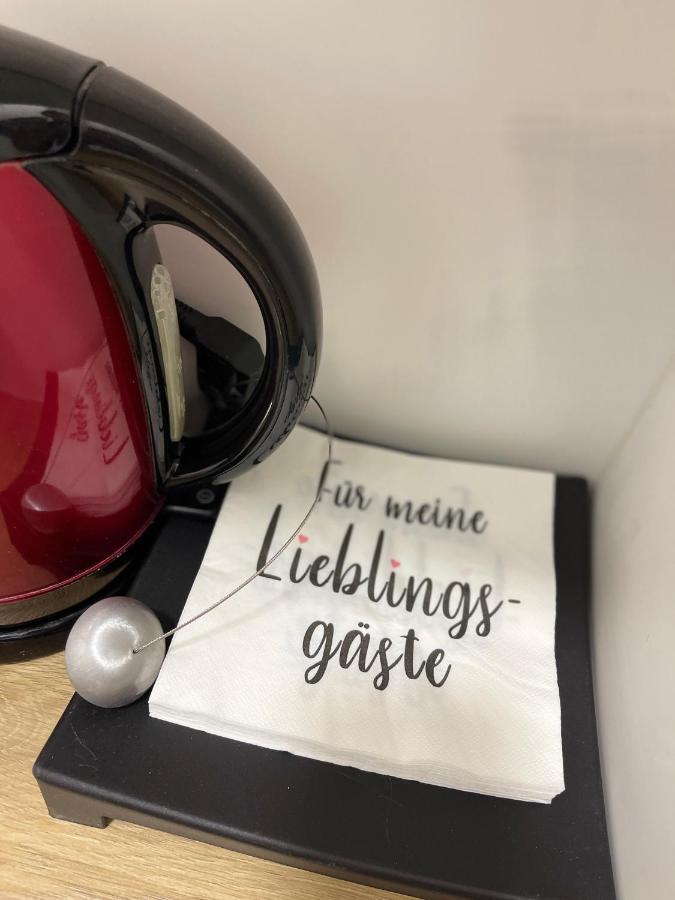 Für meine
Lieblings-
gäste